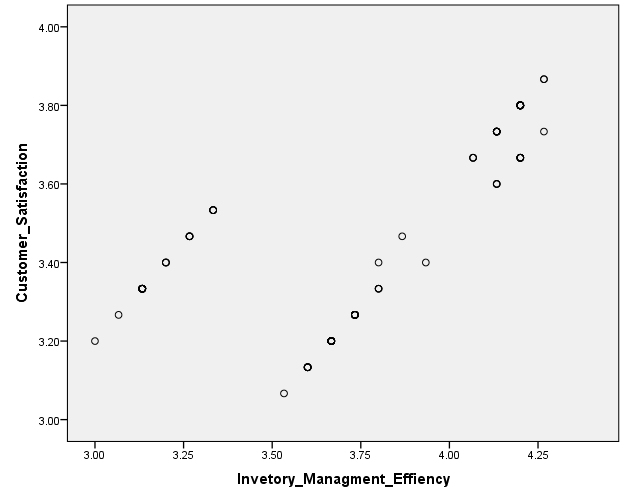 4.00
3.80
3.60
3.40
3.20
3.00
Customer_Satisfaction
3.00 3.25 3.50 3.75 4.00 4.25
Invetory_Managment_Effiency